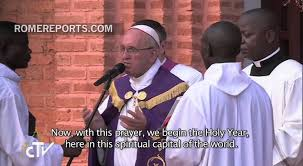 ROMEREPORTS.COM
Now, with this prayer, we begin the Holy Year,
here in this spiritual capital of the world.
CTV